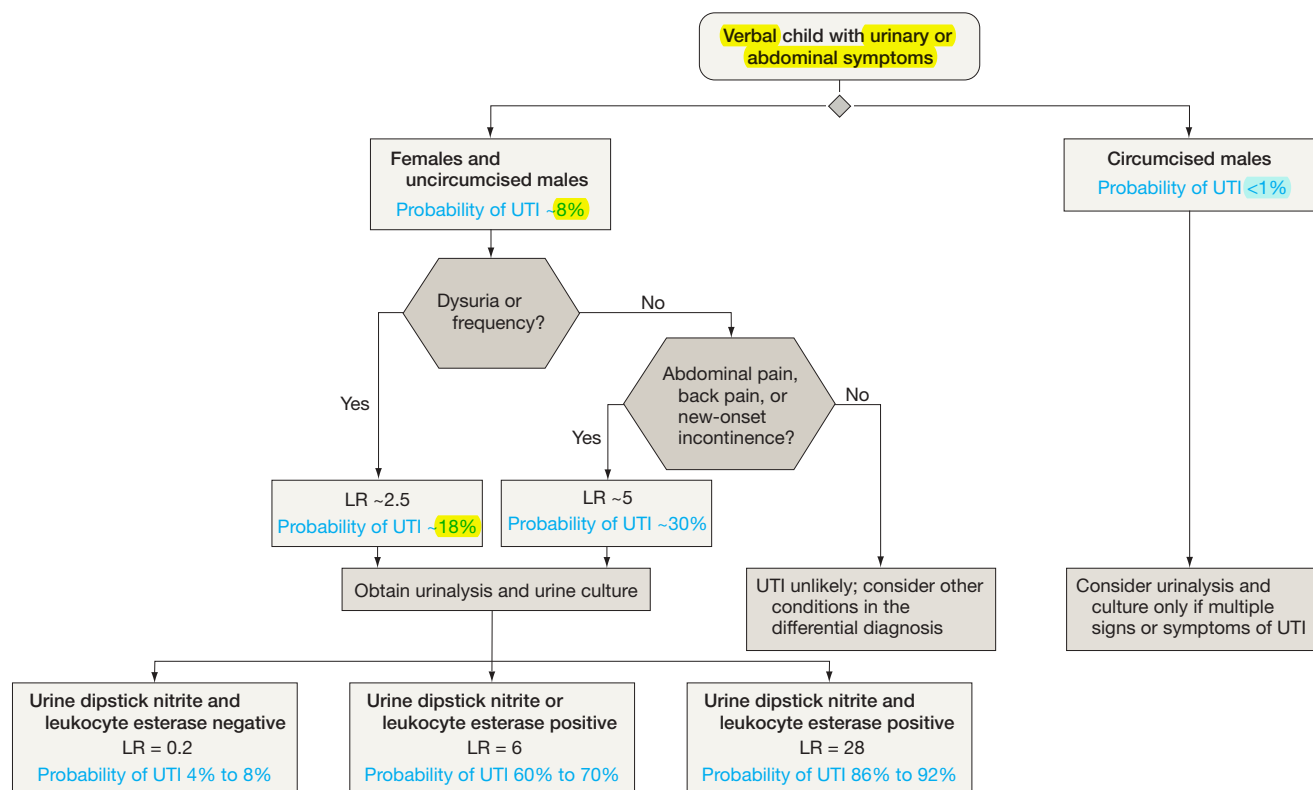 Verbal child with urinary or
abdominal symptoms
Females and
uncircumcised males
Probability of UTI ~8%
Circumcised males
Probability of UTI <1%
Dysuria or
frequency?
No
Yes
Abdominal pain,
back pain, or
new-onset
incontinence?
No
Yes
LR ~2.5
Probability of UTI ~18%
LR ~5
Probability of UTI ~30%
Obtain urinalysis and urine culture
UTI unlikely; consider other
conditions in the
differential diagnosis
Consider urinalysis and
culture only if multiple
signs or symptoms of UTI
Urine dipstick nitrite and
leukocyte esterase negative
LR = 0.2
Probability of UTI 4% to 8%
Urine dipstick nitrite or
leukocyte esterase positive
LR = 6
Probability of UTI 60% to 70%
Urine dipstick nitrite and
leukocyte esterase positive
LR = 28
Probability of UTI 86% to 92%